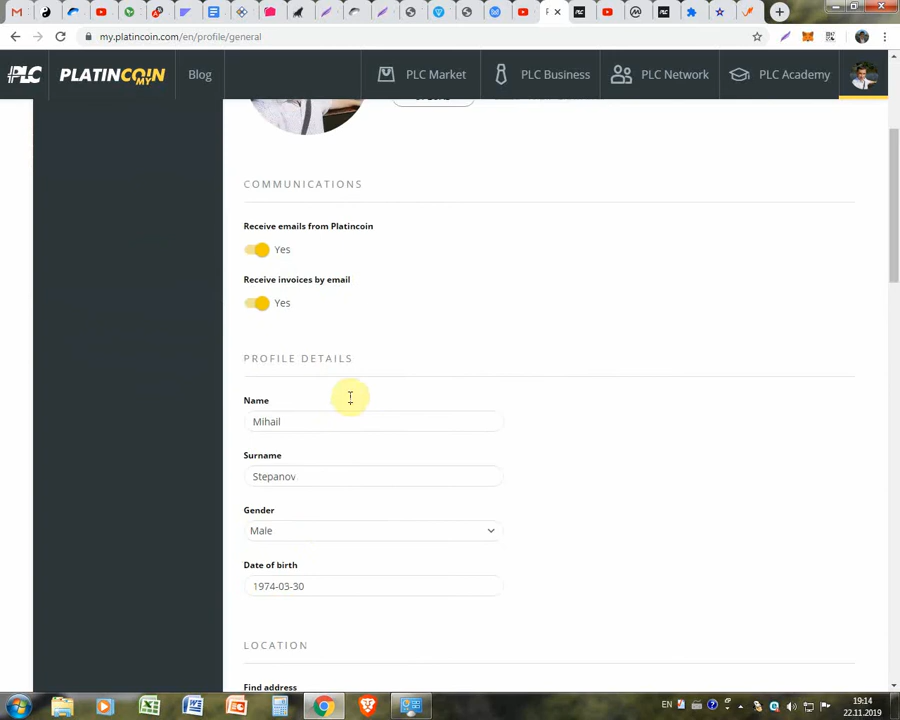 my.platincoin.com/en/profile/general
PLC
PLATINCOIN
MY
Blog
PLC Market
PLC Business
PLC Network
PLC Academy
COMMUNICATIONS
Receive emails from Platincoin
Yes
Receive invoices by email
Yes
PROFILE DETAILS
Name
Mihail
Surname
Stepanov
Gender
Male
Date of birth
1974-03-30
LOCATION
Find address
EN
19:14
22.11.2019